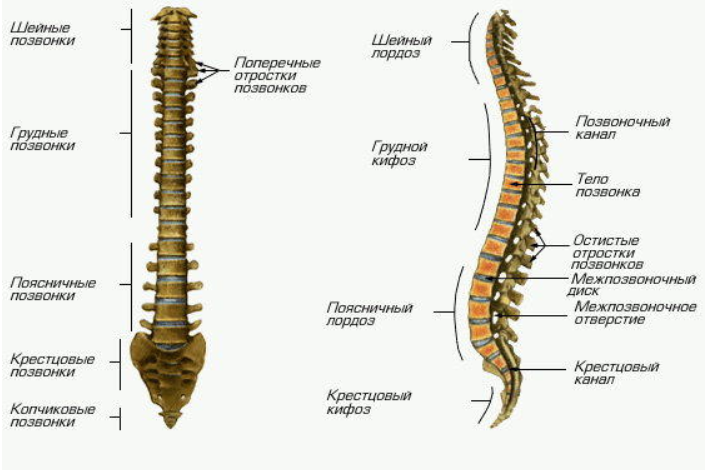 Шейные
позвонки
Поперечные
отростки
позвонков
Грудные
позвонки
Поясничные
позвонки
Крестцовые
позвонки
Копчиковые
позвонки
Шейный
лордоз
Позвоночный
канал
Грудной
кифоз
Тело
позвонка
Остистые
отростки
позвонков
Межпозвоночный
диск
Поясничный
лордоз
Межпозвоночное
отверстие
Крестцовый
канал
Крестцовый
кифоз